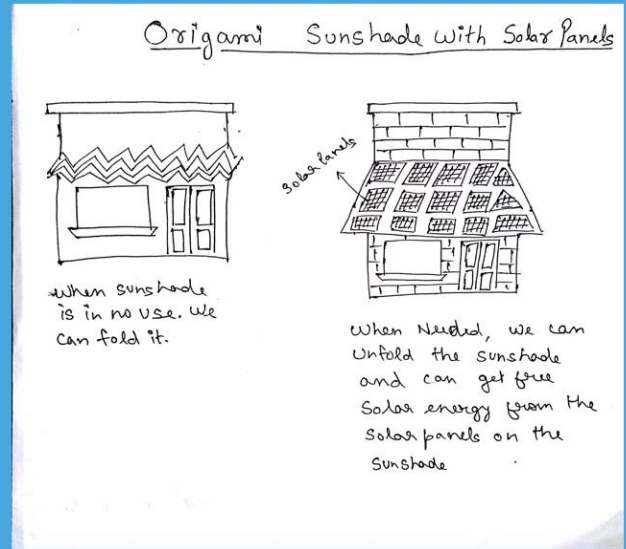 Origami Sunshade with Solar Panels
Solar Panels
when sunshade
is in no use. we
can fold it.
when Needed, we can
unfold the sunshade
and can get free
Solar energy from the
Solar panels on the
Sunshade